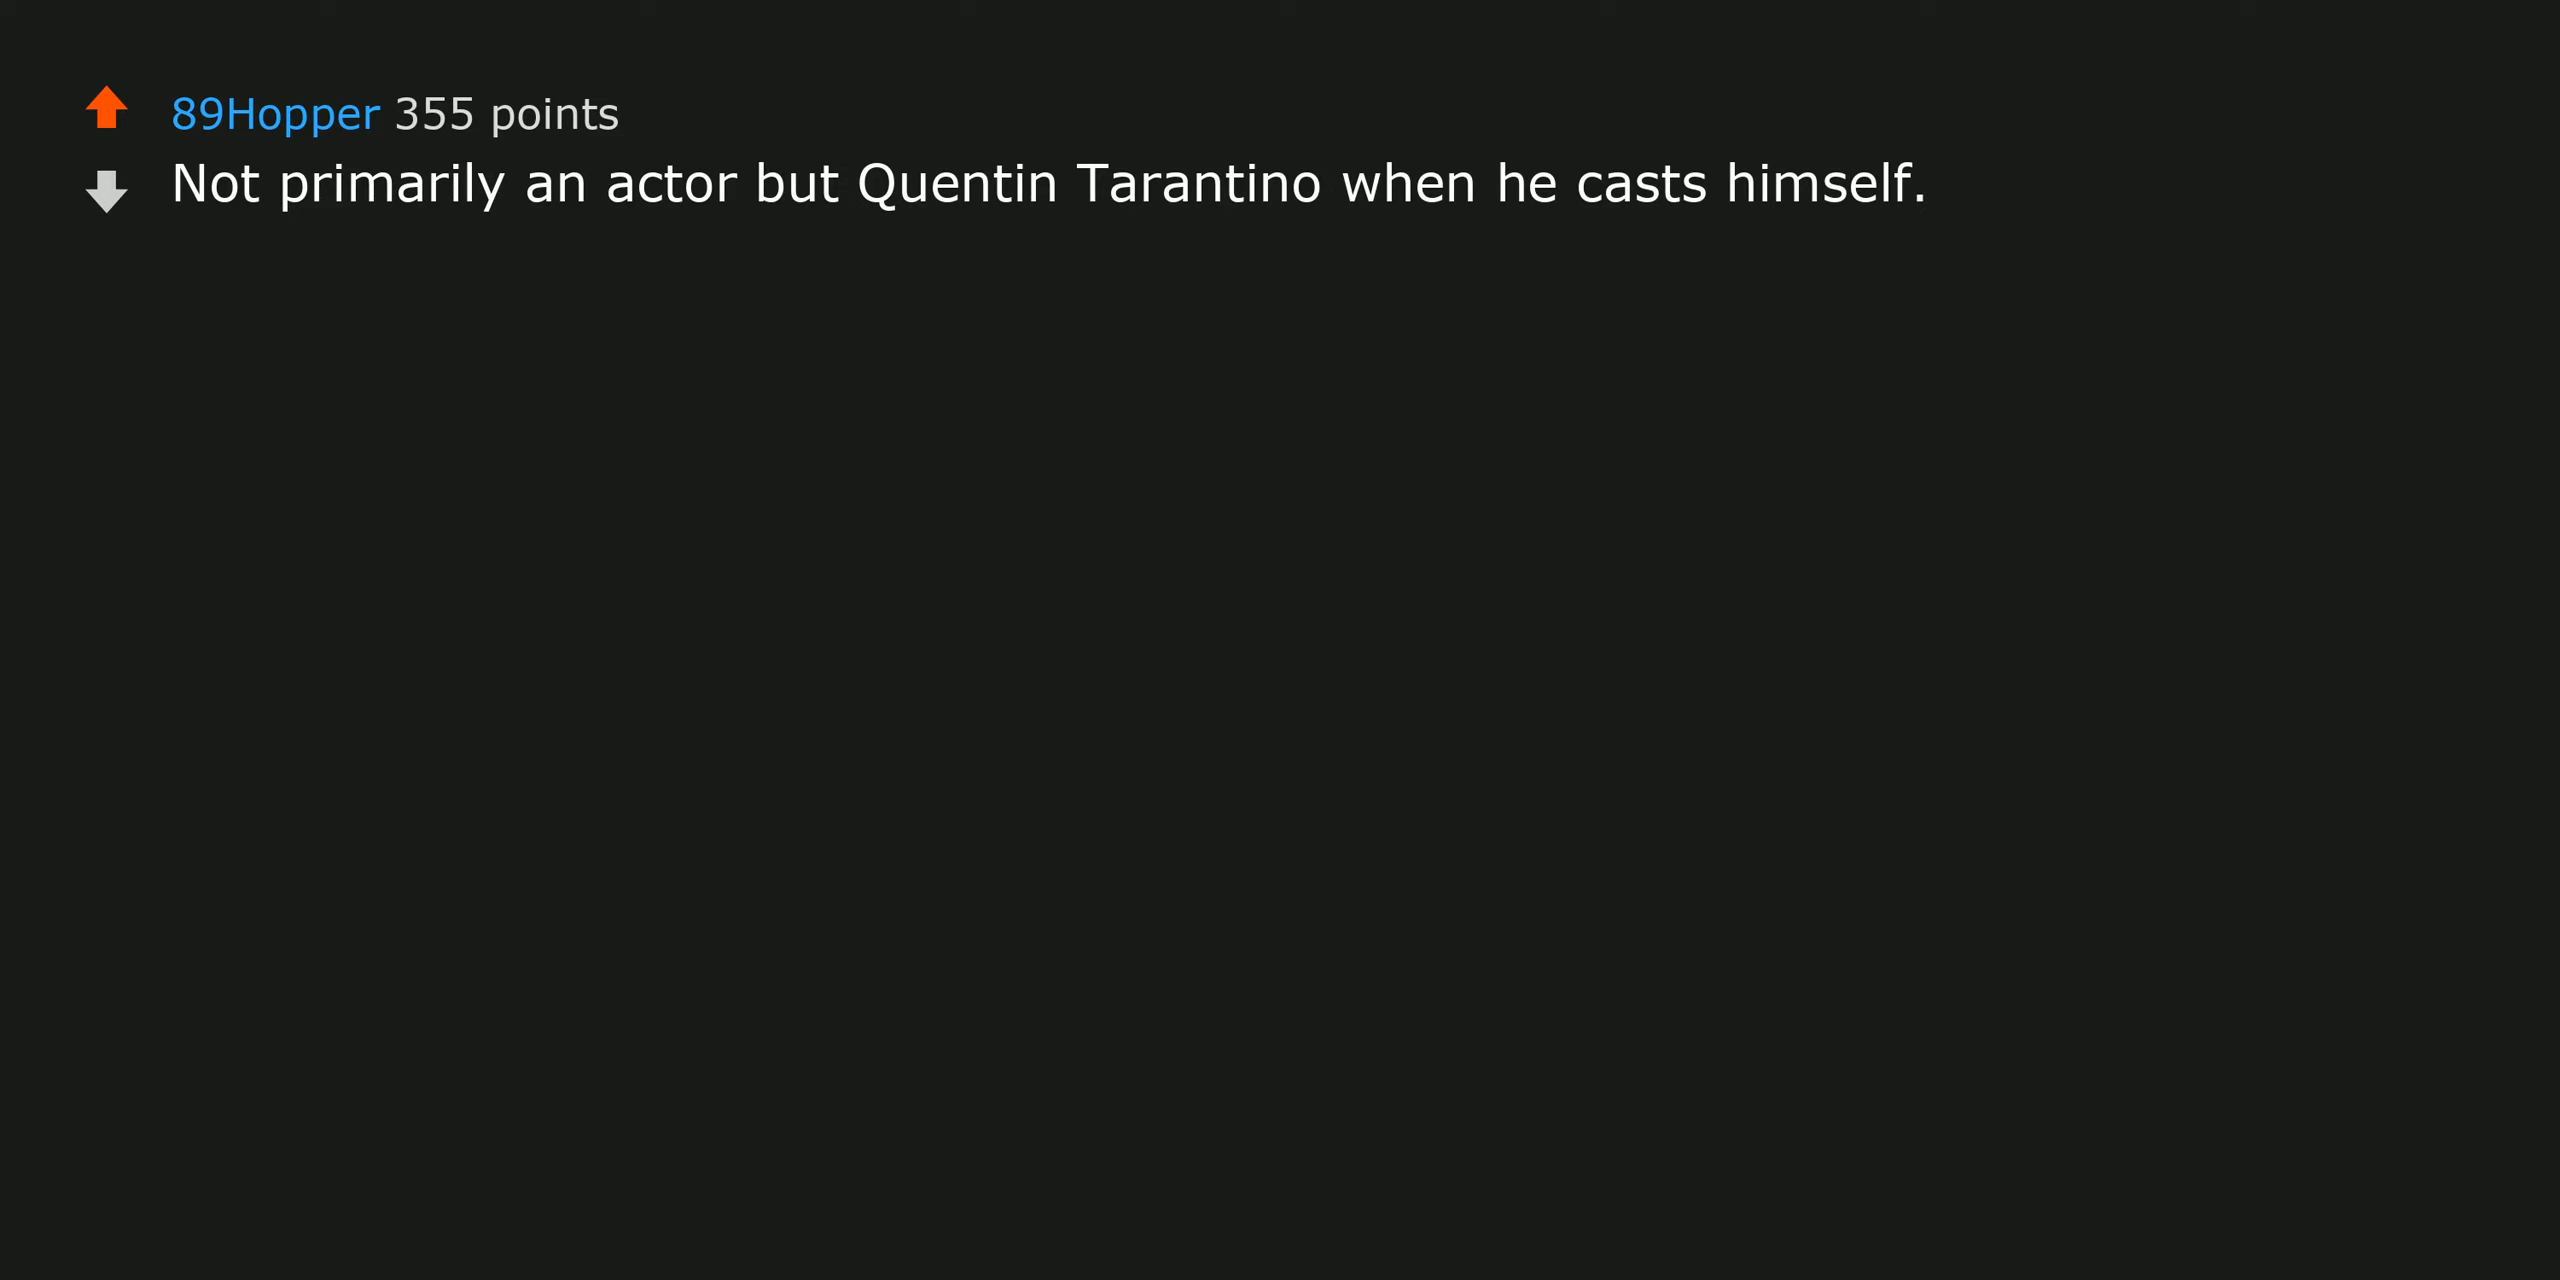 89Hopper 355 points
Not primarily an actor but Quentin Tarantino when he casts himself.